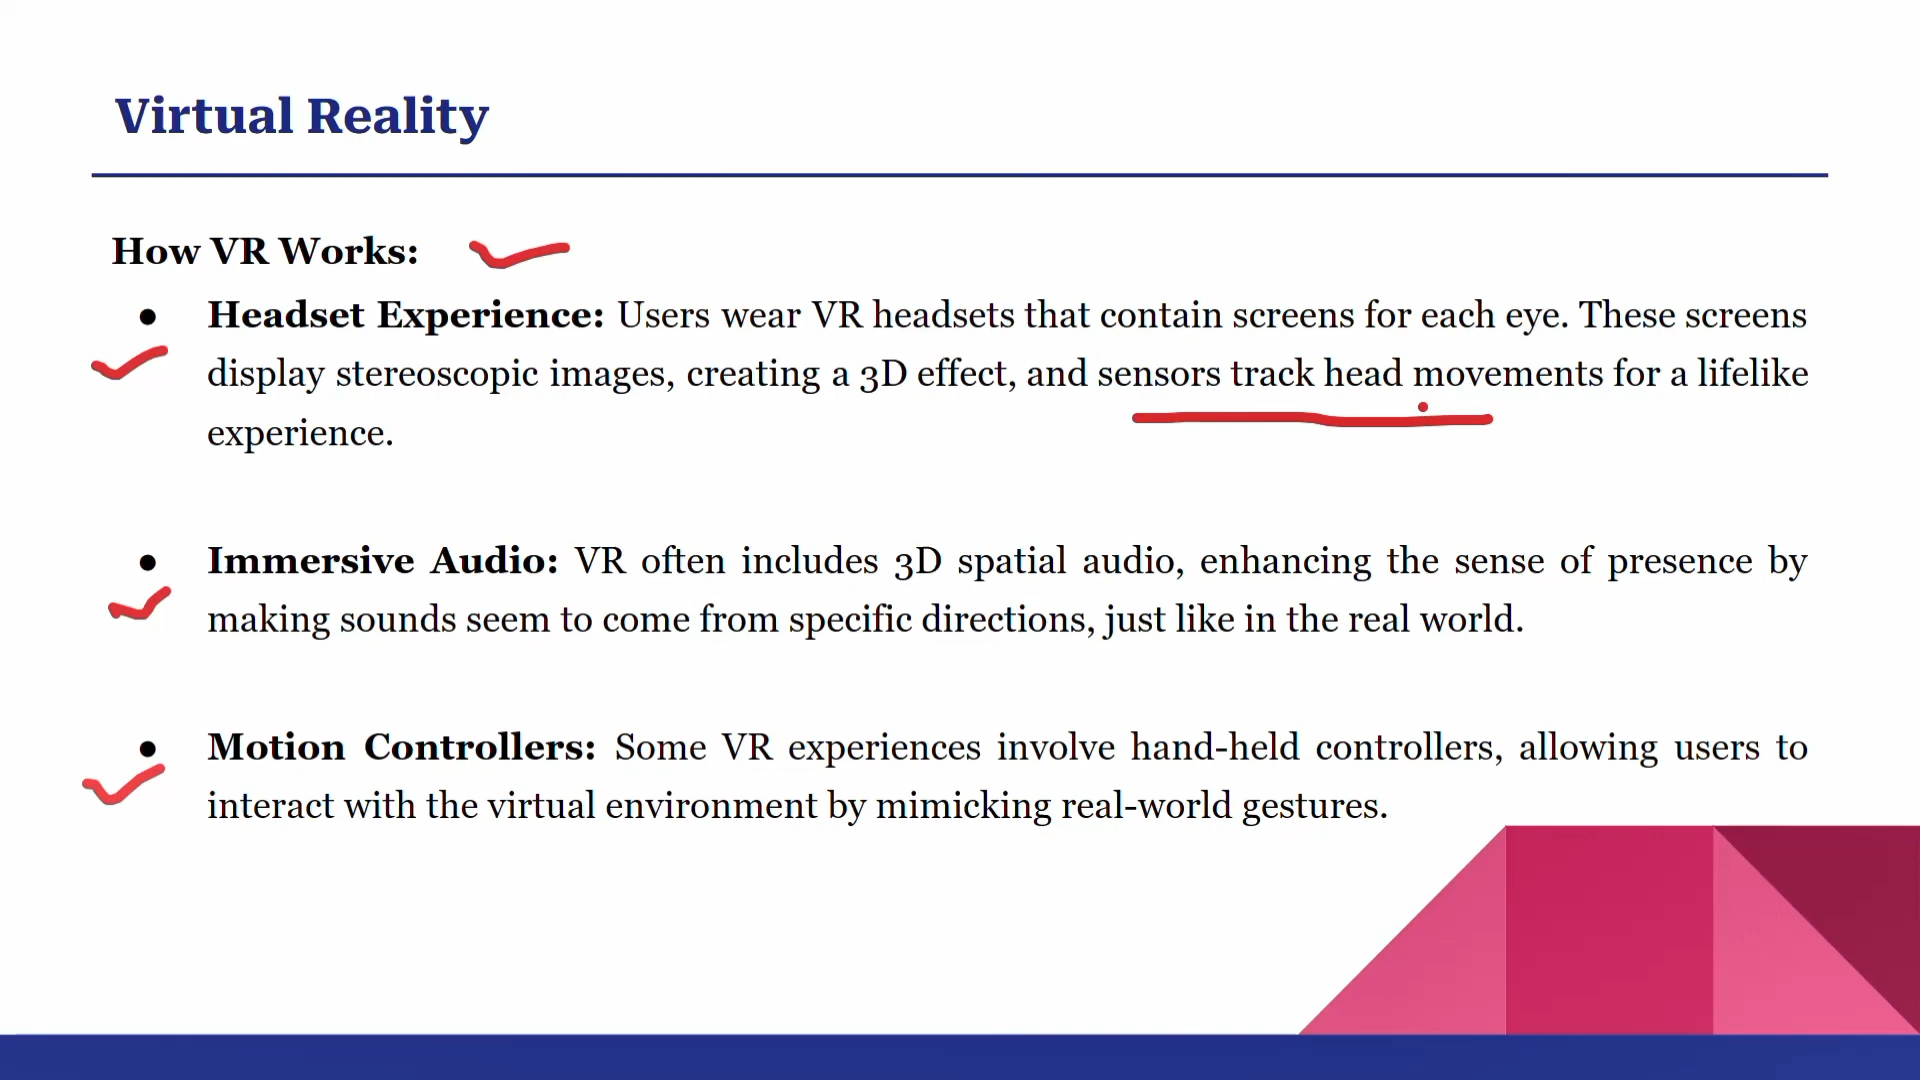 Virtual Reality
How VR Works:
● Headset Experience: Users wear VR headsets that contain screens for each eye. These screens
display stereoscopic images, creating a 3D effect, and sensors track head movements for a lifelike
experience.
● Immersive Audio: VR often includes 3D spatial audio, enhancing the sense of presence by
making sounds seem to come from specific directions, just like in the real world.
● Motion Controllers: Some VR experiences involve hand-held controllers, allowing users to
interact with the virtual environment by mimicking real-world gestures.